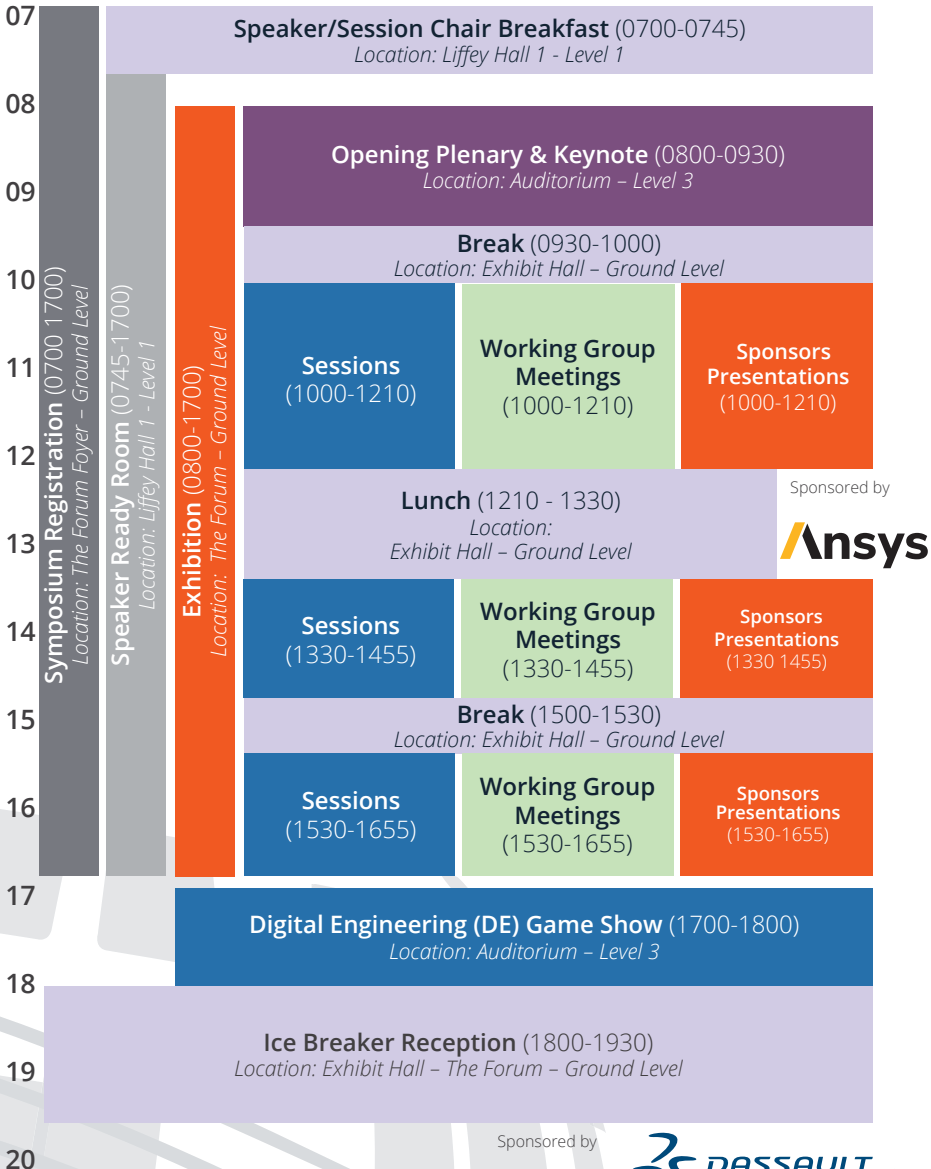 07
Speaker/Session Chair Breakfast (0700-0745)
Location: Liffey Hall 1 - Level 1
Symposium Registration (0700 1700)
Location: The Forum Foyer – Ground Level
Speaker Ready Room (0745-1700)
Location: Liffey Hall 1 - Level 1
Exhibition (0800-1700)
Location: The Forum – Ground Level
08
Opening Plenary & Keynote (0800-0930)
Location: Auditorium – Level 3
09
Break (0930-1000)
Location: Exhibit Hall – Ground Level
10
Sessions
(1000-1210)
Working Group
Meetings
(1000-1210)
Sponsors
Presentations
(1000-1210)
11
12
Lunch (1210 - 1330)
Location:
Exhibit Hall – Ground Level
Sponsored by
Ansys
13
Sessions
(1330-1455)
Working Group
Meetings
(1330-1455)
Sponsors
Presentations
(1330 1455)
14
15
Break (1500-1530)
Location: Exhibit Hall – Ground Level
Sessions
(1530-1655)
Working Group
Meetings
(1530-1655)
Sponsors
Presentations
(1530-1655)
16
17
Digital Engineering (DE) Game Show (1700-1800)
Location: Auditorium – Level 3
18
Ice Breaker Reception (1800-1930)
Location: Exhibit Hall – The Forum – Ground Level
19
Sponsored by
DASSAULT
20